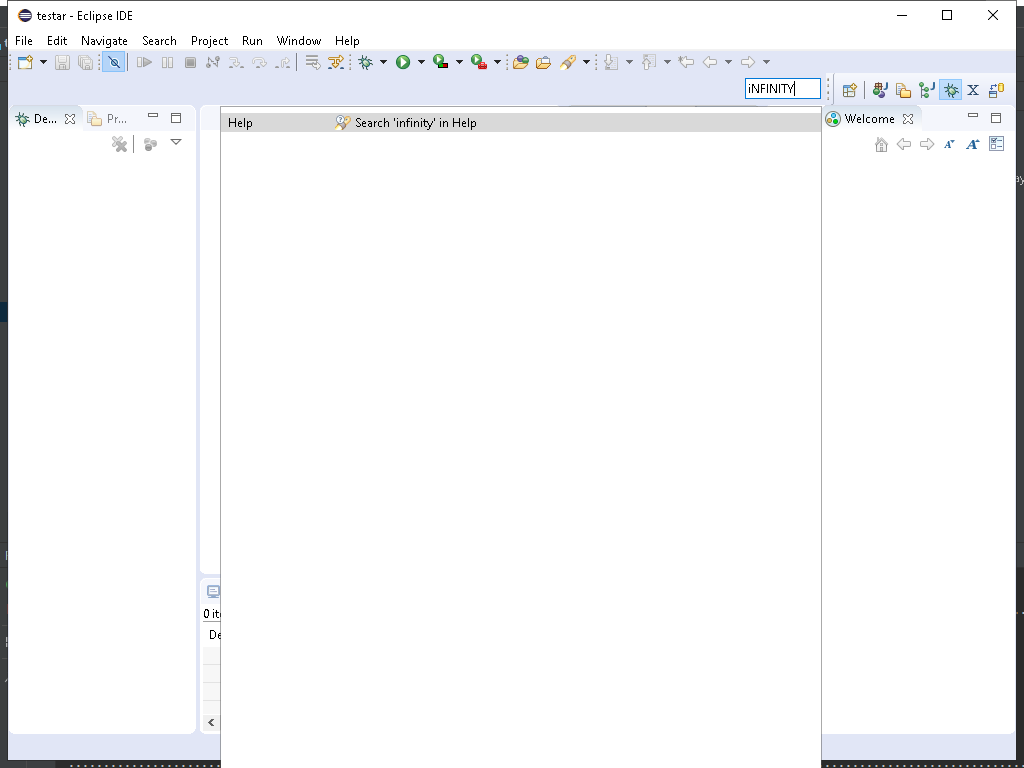 testar - Eclipse IDE
File Edit Navigate Search Project Run Window Help
iNFINITY
De... Pr... Welcome
Help Search 'infinity' in Help
0 it
De